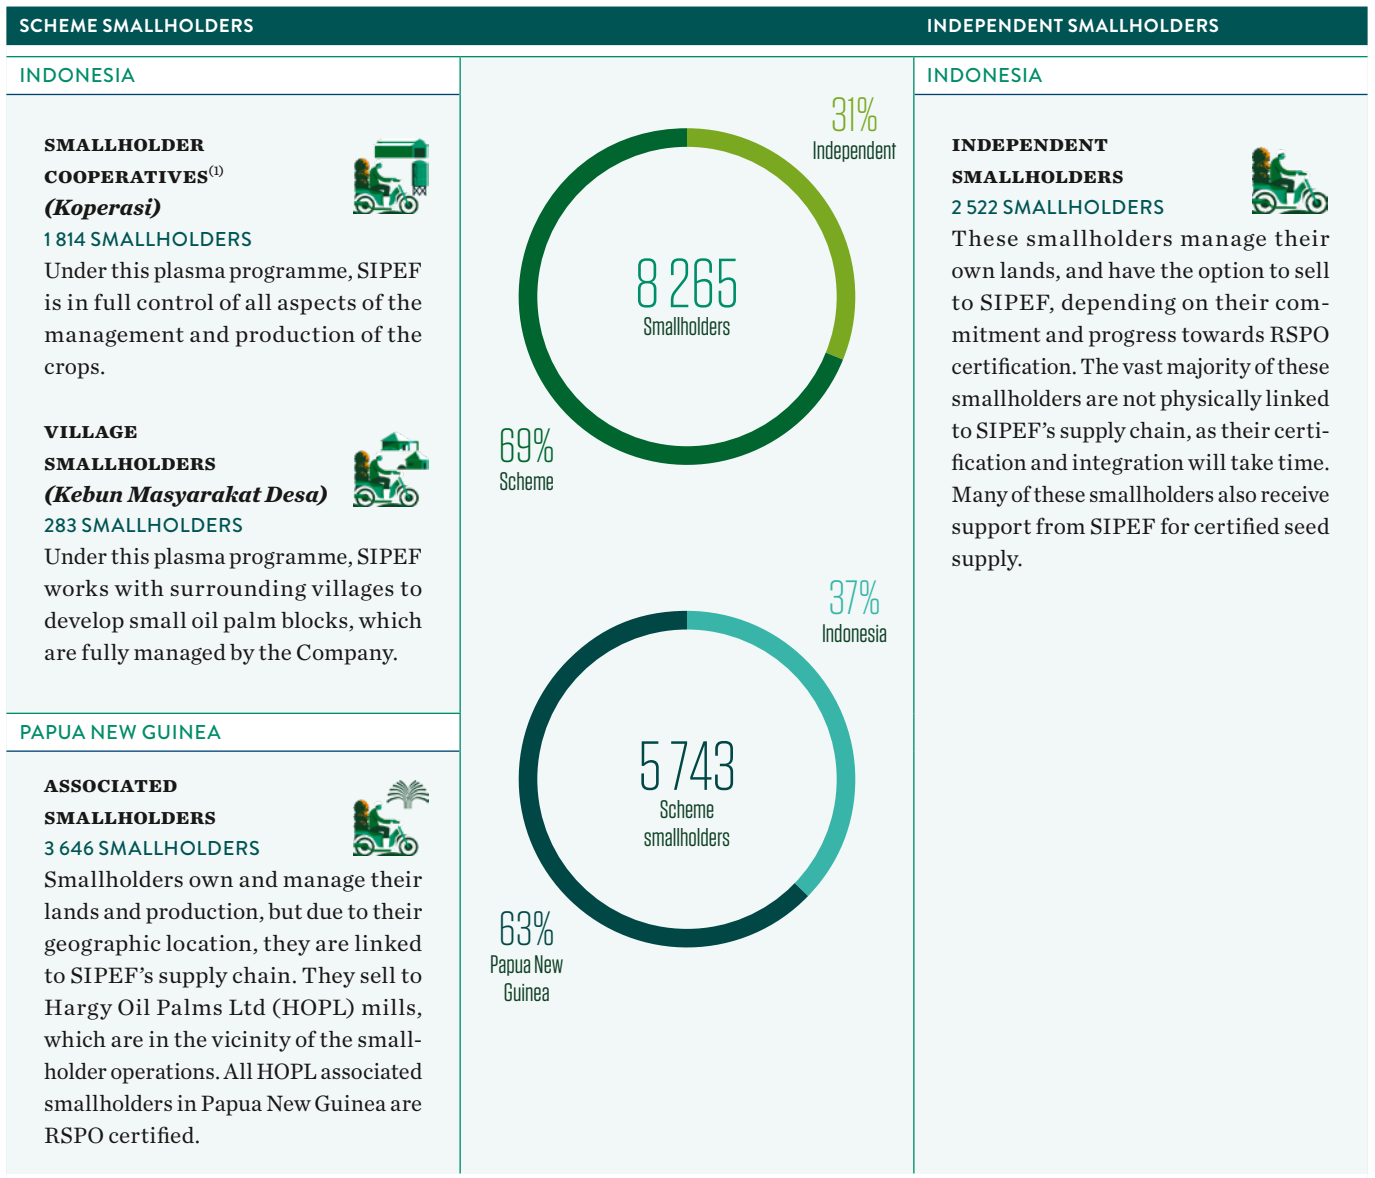 SCHEME SMALLHOLDERS
INDONESIA
SMALLHOLDER
COOPERATIVES(1)
(Koperasi)
1 814 SMALLHOLDERS
Under this plasma programme, SIPEF
is in full control of all aspects of the
management and production of the
crops.
VILLAGE
SMALLHOLDERS
(Kebun Masyarakat Desa)
283 SMALLHOLDERS
Under this plasma programme, SIPEF
works with surrounding villages to
develop small oil palm blocks, which
are fully managed by the Company.
PAPUA NEW GUINEA
ASSOCIATED
SMALLHOLDERS
3 646 SMALLHOLDERS
Smallholders own and manage their
lands and production, but due to their
geographic location, they are linked
to SIPEF’s supply chain. They sell to
Hargy Oil Palms Ltd (HOPL) mills,
which are in the vicinity of the small-
holder operations. All HOPL associated
smallholders in Papua New Guinea are
RSPO certified.
31%
Independent
8 265
Smallholders
69%
Scheme
37%
Indonesia
5 743
Scheme
smallholders
63%
Papua New
Guinea
INDEPENDENT SMALLHOLDERS
INDONESIA
INDEPENDENT
SMALLHOLDERS
2 522 SMALLHOLDERS
These smallholders manage their
own lands, and have the option to sell
to SIPEF, depending on their com-
mitment and progress towards RSPO
certification. The vast majority of these
smallholders are not physically linked
to SIPEF’s supply chain, as their certi-
fication and integration will take time.
Many of these smallholders also receive
support from SIPEF for certified seed
supply.